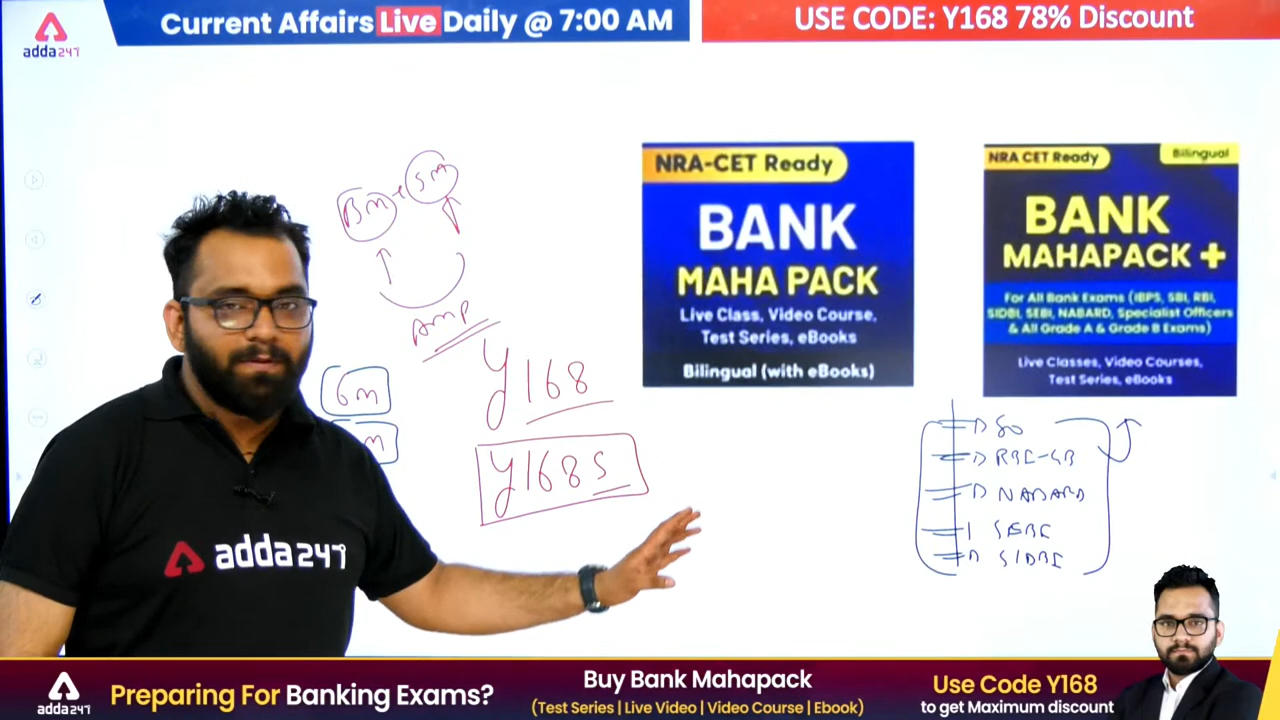 adda247
Current Affairs Live Daily @ 7:00 AM
USE CODE: Y168 78% Discount
BM + SM
AMP
Y168
Y168S
6m
m
NRA-CET Ready
BANK
MAHA PACK
Live Class, Video Course,
Test Series, eBooks
Bilingual (with eBooks)
NRA CET Ready
Bilingual
BANK
MAHAPACK +
For All Bank Exams (IBPS, SBI, RBI,
SIDBI, SEBI, NABARD, Specialist Officers
& All Grade A & Grade B Exams)
Live Classes, Video Courses,
Test Series, eBooks
SO
RBI-GB
NABARD
SEBI
SIDBI
adda247
adda247
Preparing For Banking Exams?
Buy Bank Mahapack
(Test Series | Live Video | Video Course | Ebook)
Use Code Y168
to get Maximum discount